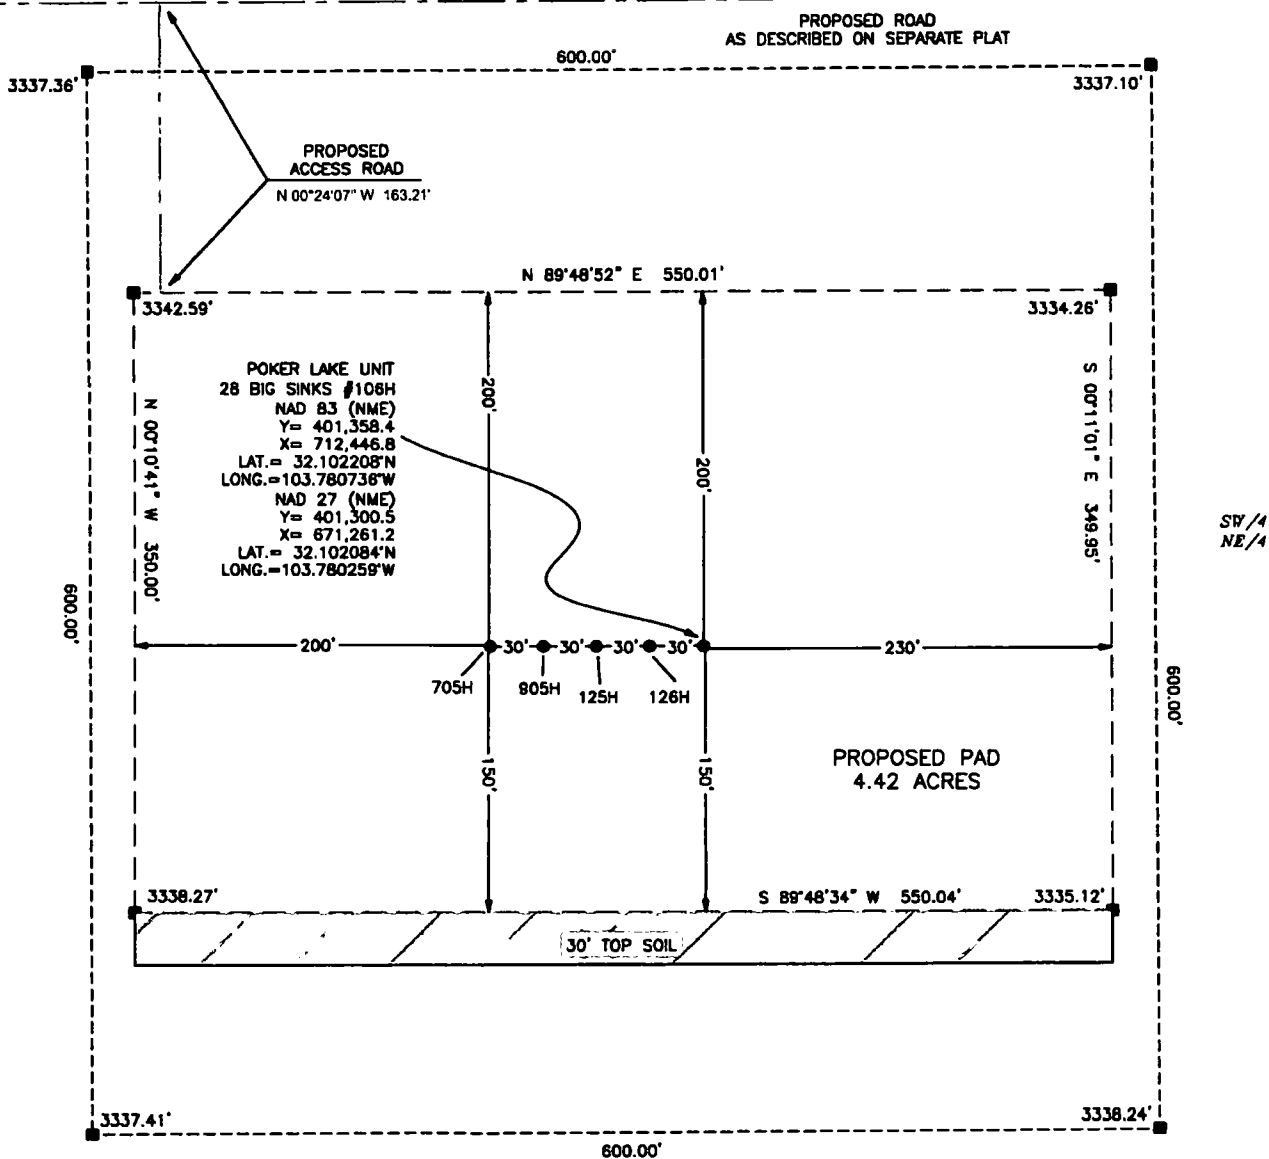 PROPOSED ROAD
AS DESCRIBED ON SEPARATE PLAT
600.00'
3337.36'
3337.10'
PROPOSED
ACCESS ROAD
N 00°24'07" W 163.21'
N 89°48'52" E 550.01'
3342.59'
3334.26'
POKER LAKE UNIT
28 BIG SINKS #106H
NAD 83 (NME)
Y= 401,358.4
X= 712,446.8
LAT.= 32.102208°N
LONG.=103.780736°W
NAD 27 (NME)
Y= 401,300.5
X= 671,261.2
LAT.= 32.102084°N
LONG.=103.780259°W
N 00°10'41" W 350.00'
200'
200'
S 00°11'01" E 349.95'
SW/4
NE/4
600.00'
200'
30'
30'
30'
30'
230'
705H
905H
125H
126H
600.00'
150'
150'
PROPOSED PAD
4.42 ACRES
3338.27'
S 89°48'34" W 550.04'
3335.12'
30' TOP SOIL
3337.41'
3338.24'
600.00'